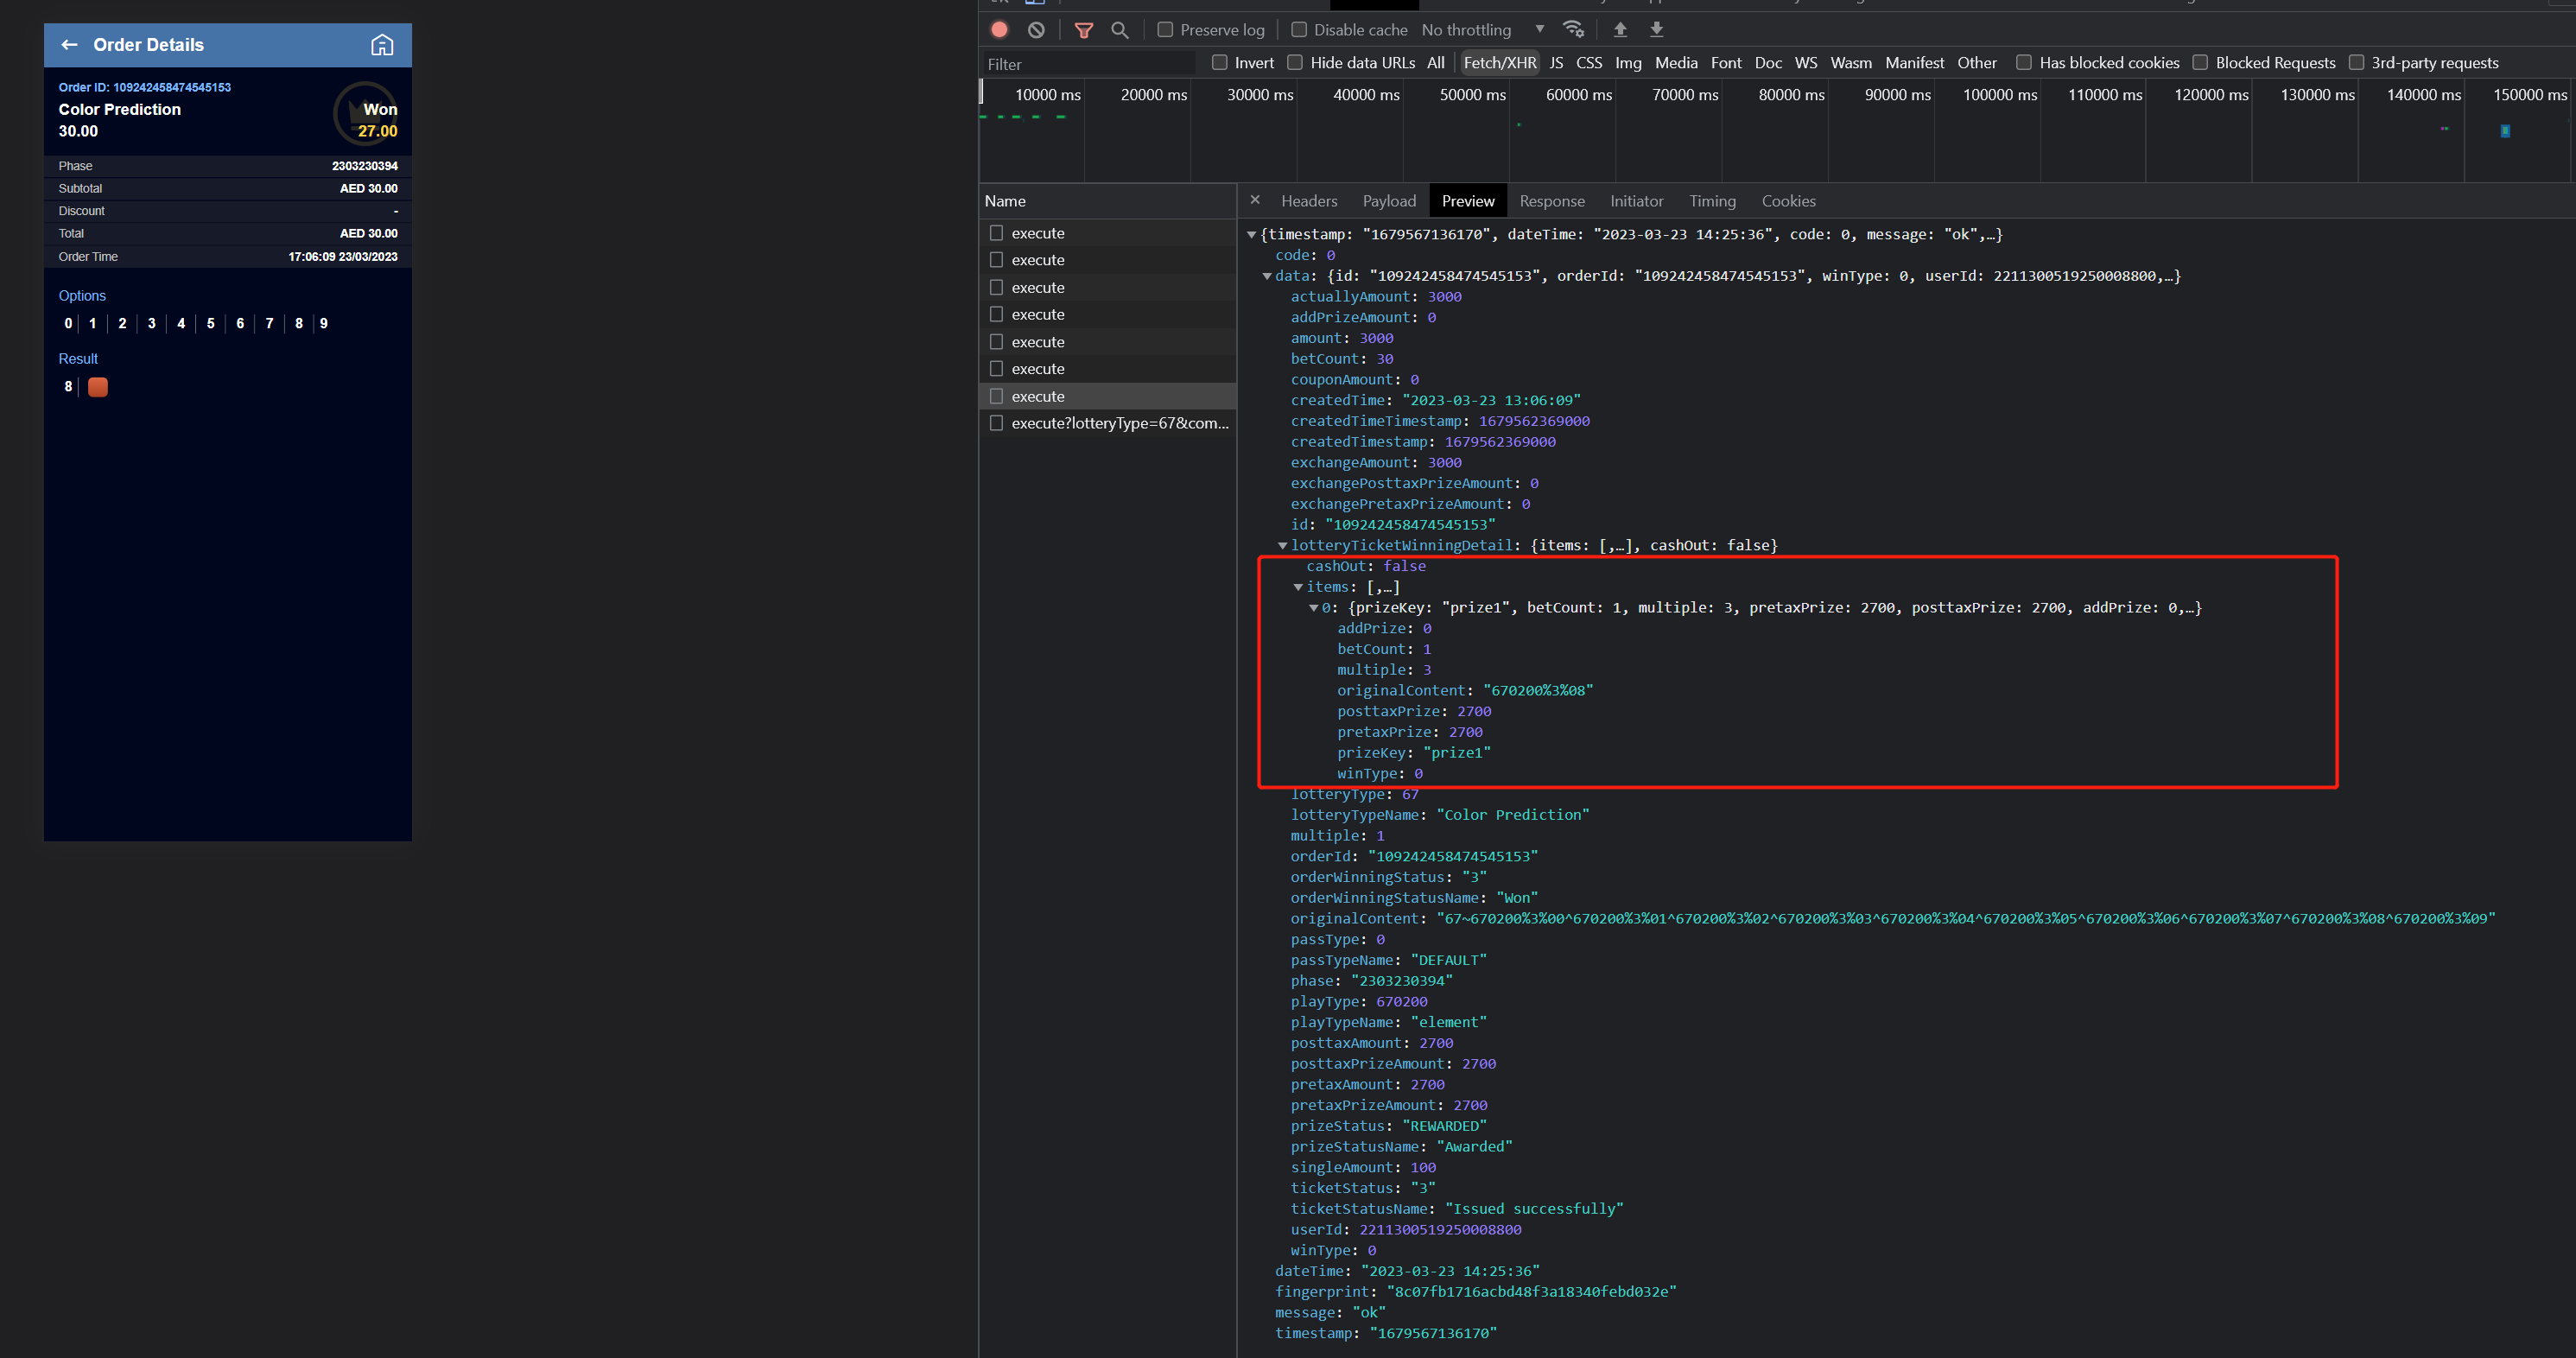 Order Details
Order ID: 109242458474545153
Color Prediction
Won
30.00
27.00
Phase 2303230394
Subtotal AED 30.00
Discount -
Total AED 30.00
Order Time 17:06:09 23/03/2023
Options
0 1 2 3 4 5 6 7 8 9
Result
8
Preserve log Disable cache No throttling
Filter Invert Hide data URLs All Fetch/XHR JS CSS Img Media Font Doc WS Wasm Manifest Other Has blocked cookies Blocked Requests 3rd-party requests
10000 ms 20000 ms 30000 ms 40000 ms 50000 ms 60000 ms 70000 ms 80000 ms 90000 ms 100000 ms 110000 ms 120000 ms 130000 ms 140000 ms 150000 ms
Name
execute
execute
execute
execute
execute
execute
execute
execute?lotteryType=67&com...
Headers Payload Preview Response Initiator Timing Cookies
{timestamp: "1679567136170", dateTime: "2023-03-23 14:25:36", code: 0, message: "ok",…}
code: 0
data: {id: "109242458474545153", orderId: "109242458474545153", winType: 0, userId: 2211300519250008800,…}
actuallyAmount: 3000
addPrizeAmount: 0
amount: 3000
betCount: 30
couponAmount: 0
createdTime: "2023-03-23 13:06:09"
createdTimeTimestamp: 1679562369000
createdTimestamp: 1679562369000
exchangeAmount: 3000
exchangePosttaxPrizeAmount: 0
exchangePretaxPrizeAmount: 0
id: "109242458474545153"
lotteryTicketWinningDetail: {items: [,…], cashOut: false}
cashOut: false
items: [,…]
0: {prizeKey: "prize1", betCount: 1, multiple: 3, pretaxPrize: 2700, posttaxPrize: 2700, addPrize: 0,…}
addPrize: 0
betCount: 1
multiple: 3
originalContent: "670200%3%08"
posttaxPrize: 2700
pretaxPrize: 2700
prizeKey: "prize1"
winType: 0
lotteryType: 67
lotteryTypeName: "Color Prediction"
multiple: 1
orderId: "109242458474545153"
orderWinningStatus: "3"
orderWinningStatusName: "Won"
originalContent: "67~670200%3%00^670200%3%01^670200%3%02^670200%3%03^670200%3%04^670200%3%05^670200%3%06^670200%3%07^670200%3%08^670200%3%09"
passType: 0
passTypeName: "DEFAULT"
phase: "2303230394"
playType: 670200
playTypeName: "element"
posttaxAmount: 2700
posttaxPrizeAmount: 2700
pretaxAmount: 2700
pretaxPrizeAmount: 2700
prizeStatus: "REWARDED"
prizeStatusName: "Awarded"
singleAmount: 100
ticketStatus: "3"
ticketStatusName: "Issued successfully"
userId: 2211300519250008800
winType: 0
dateTime: "2023-03-23 14:25:36"
fingerprint: "8c07fb1716acbd48f3a18340febd032e"
message: "ok"
timestamp: "1679567136170"